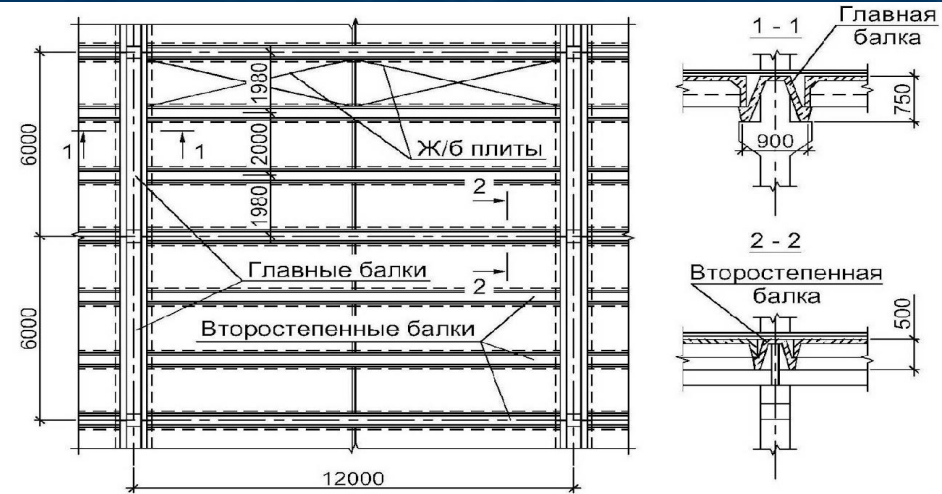 6000
6000
1980
2000
1980
1
1
Ж/б плиты
2
2
Главные балки
Второстепенные балки
12000
1 - 1
Главная
балка
750
900
2 - 2
Второстепенная
балка
500